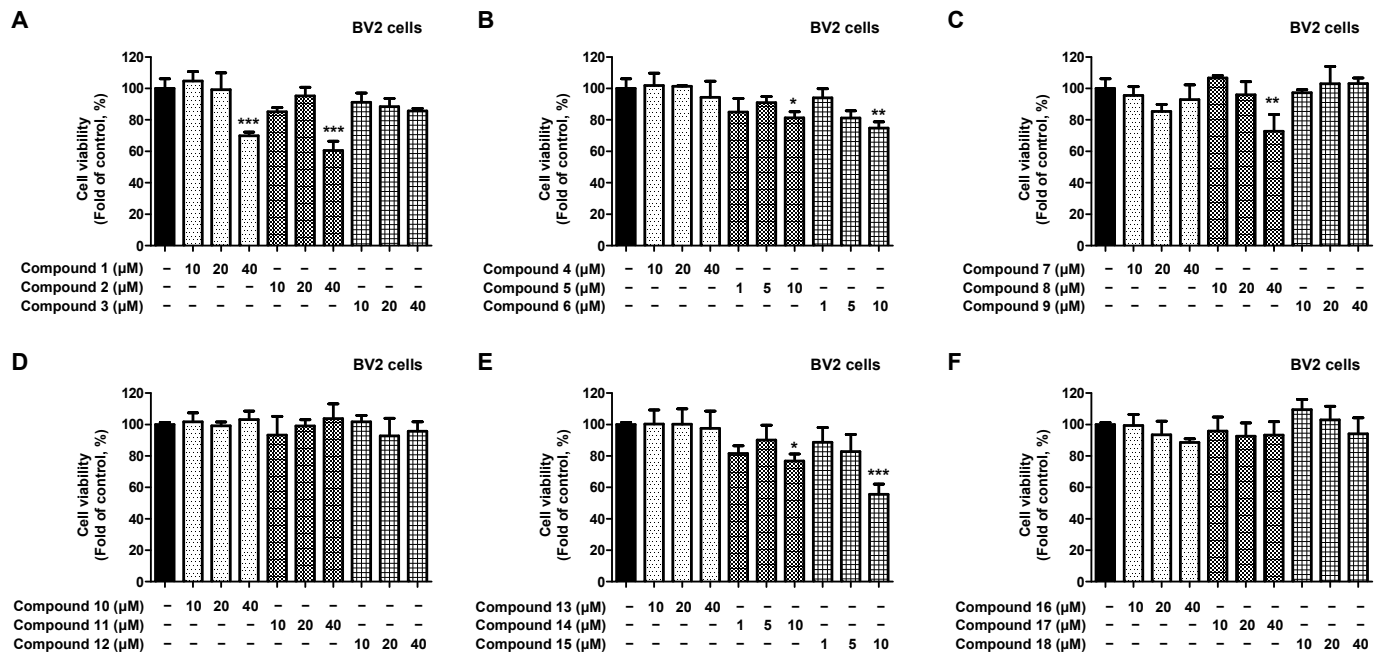 A
BV2 cells
Cell viability
(Fold of control, %)
120
100
80
60
40
20
0
***
***
Compound 1 (µM) – 10 20 40 – – – – – –
Compound 2 (µM) – – – – 10 20 40 – – –
Compound 3 (µM) – – – – – – – 10 20 40
B
BV2 cells
Cell viability
(Fold of control, %)
120
100
80
60
40
20
0
*
**
Compound 4 (µM) – 10 20 40 – – – – – –
Compound 5 (µM) – – – – 1 5 10 – – –
Compound 6 (µM) – – – – – – – 1 5 10
C
BV2 cells
Cell viability
(Fold of control, %)
120
100
80
60
40
20
0
**
Compound 7 (µM) – 10 20 40 – – – – – –
Compound 8 (µM) – – – – 10 20 40 – – –
Compound 9 (µM) – – – – – – – 10 20 40
D
BV2 cells
Cell viability
(Fold of control, %)
120
100
80
60
40
20
0
Compound 10 (µM) – 10 20 40 – – – – – –
Compound 11 (µM) – – – – 10 20 40 – – –
Compound 12 (µM) – – – – – – – 10 20 40
E
BV2 cells
Cell viability
(Fold of control, %)
120
100
80
60
40
20
0
*
***
Compound 13 (µM) – 10 20 40 – – – – – –
Compound 14 (µM) – – – – 1 5 10 – – –
Compound 15 (µM) – – – – – – – 1 5 10
F
BV2 cells
Cell viability
(Fold of control, %)
120
100
80
60
40
20
0
Compound 16 (µM) – 10 20 40 – – – – – –
Compound 17 (µM) – – – – 10 20 40 – – –
Compound 18 (µM) – – – – – – – 10 20 40